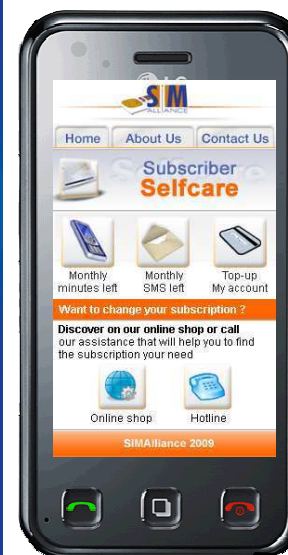 SIM
ALLIANCE
Home About Us Contact Us
Subscriber
Selfcare
Monthly
minutes left
Monthly
SMS left
Top-up
My account
Want to change your subscription ?
Discover on our online shop or call
our assistance that will help you to find
the subscription your need
Online shop
Hotline
SIMAlliance 2009